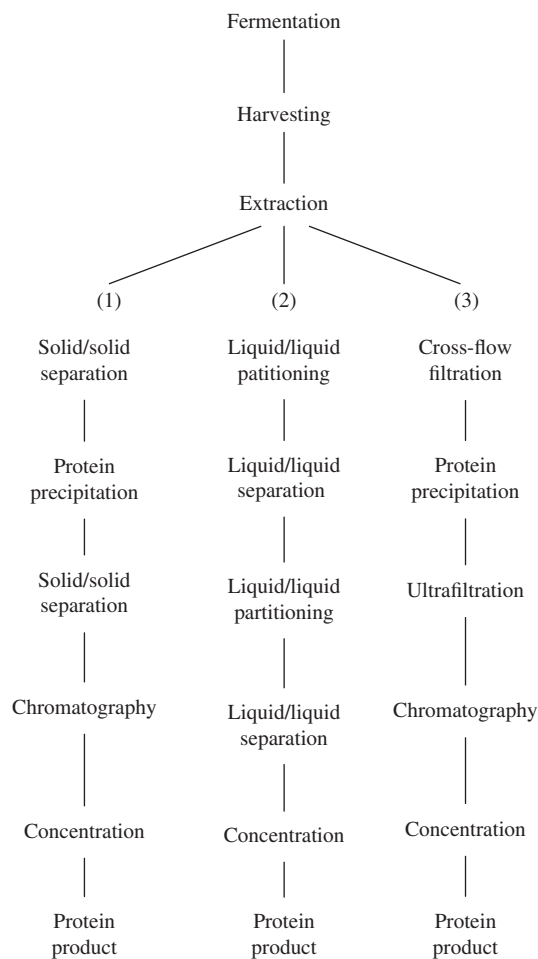 Fermentation
Harvesting
Extraction
(1)
Solid/solid
separation
Protein
precipitation
Solid/solid
separation
Chromatography
Concentration
Protein
product
(2)
Liquid/liquid
patitioning
Liquid/liquid
separation
Liquid/liquid
partitioning
Liquid/liquid
separation
Concentration
Protein
product
(3)
Cross-flow
filtration
Protein
precipitation
Ultrafiltration
Chromatography
Concentration
Protein
product